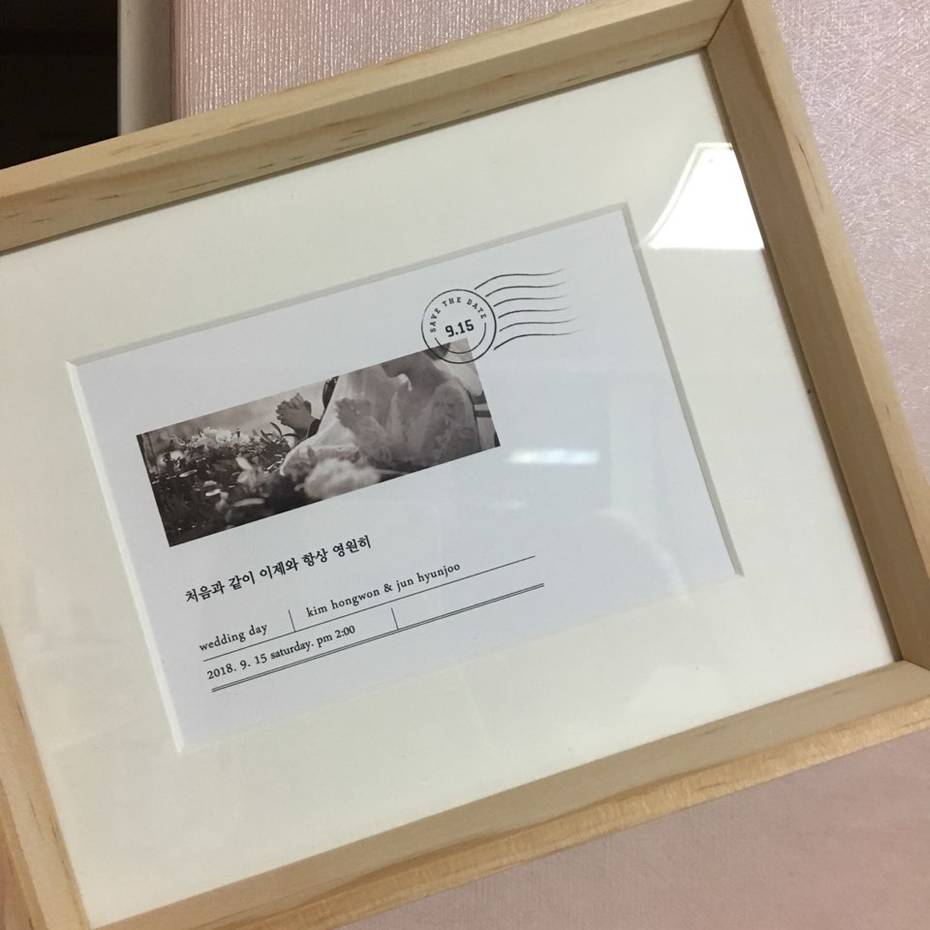 SAVE THE DATE
9.15
처음과 같이 이제와 항상 영원히
wedding day
kim hongwon & jun hyunjoo
2018. 9. 15 saturday. pm 2:00